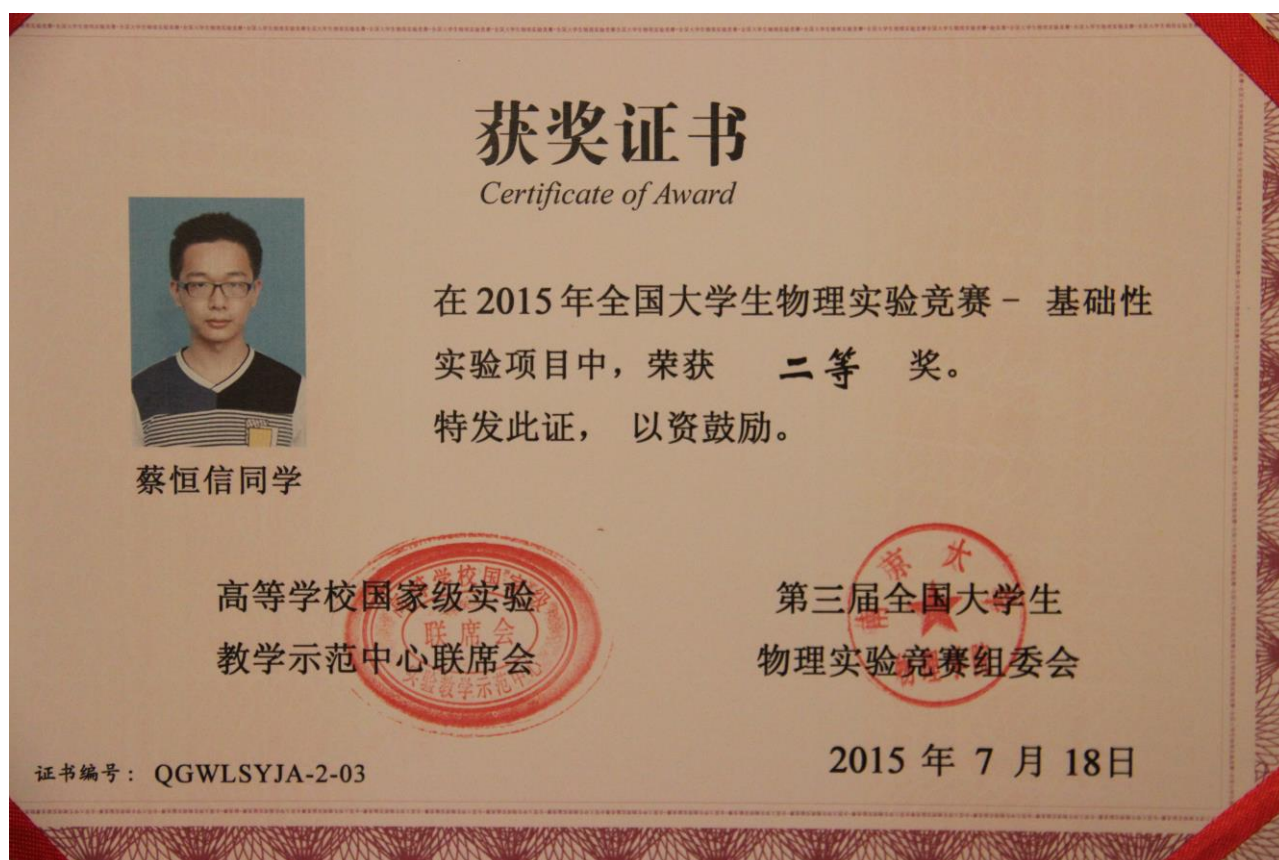 获奖证书
Certificate of Award
在2015年全国大学生物理实验竞赛- 基础性
实验项目中，荣获 二等 奖。
特发此证， 以资鼓励。
蔡恒信同学
高等学校国家级实验
教学示范中心联席会
联席会
第三届全国大学生
物理实验竞赛组委会
2015 年 7 月 18日
证书编号： QGWLSYJA-2-03